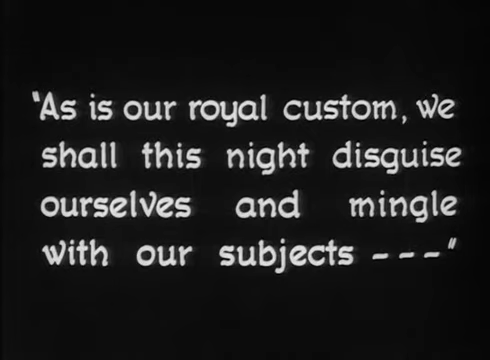 "As is our royal custom, we
shall this night disguise
ourselves and mingle
with our subjects ---"